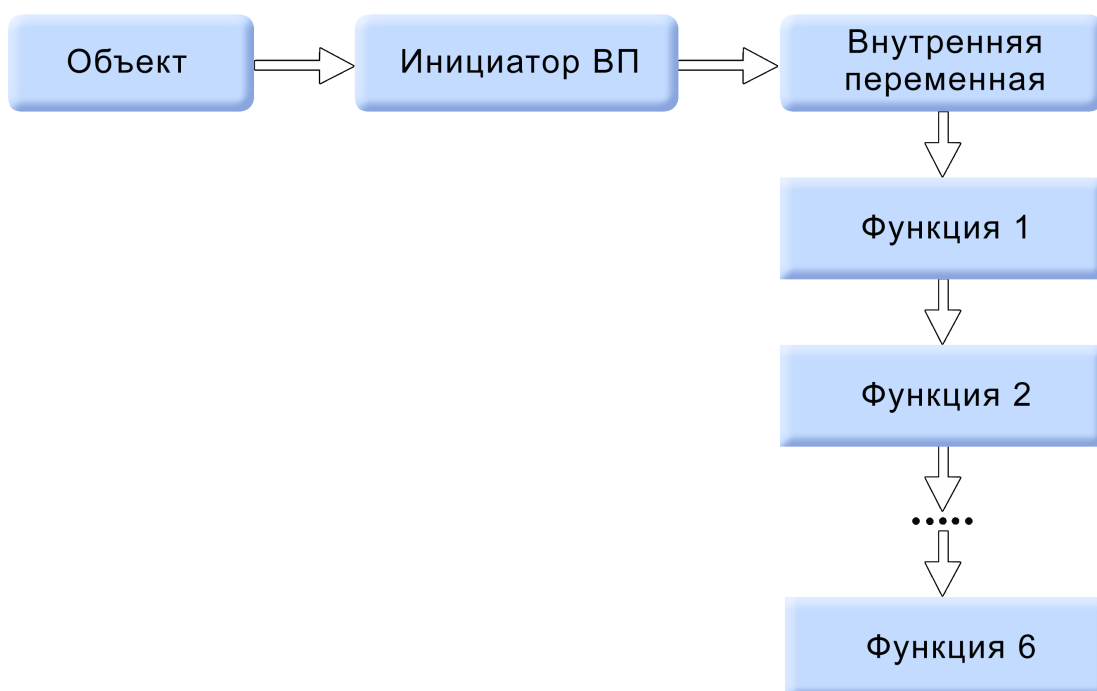 Объект
Инициатор ВП
Внутренняя
переменная
Функция 1
Функция 2
.....
Функция 6